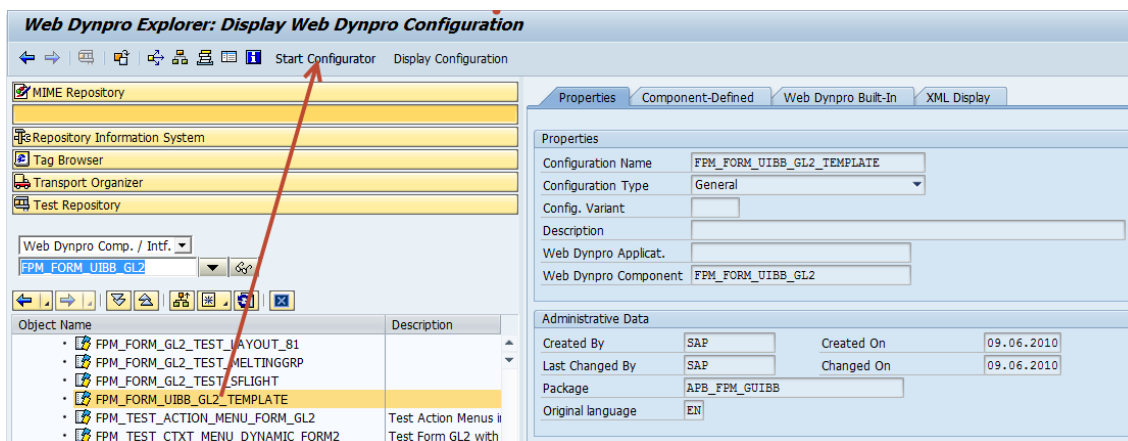 Web Dynpro Explorer: Display Web Dynpro Configuration
Start Configurator Display Configuration
MIME Repository
Repository Information System
Tag Browser
Transport Organizer
Test Repository
Web Dynpro Comp. / Intf.
FPM_FORM_UIBB_GL2
Object Name Description
FPM_FORM_GL2_TEST_LAYOUT_81
FPM_FORM_GL2_TEST_MELTINGGRP
FPM_FORM_GL2_TEST_SFLIGHT
FPM_FORM_UIBB_GL2_TEMPLATE
FPM_TEST_ACTION_MENU_FORM_GL2 Test Action Menus i
FPM_TEST_CTXT_MENU_DYNAMIC_FORM2 Test Form GL2 with
Properties Component-Defined Web Dynpro Built-In XML Display
Properties
Configuration Name FPM_FORM_UIBB_GL2_TEMPLATE
Configuration Type General
Config. Variant
Description
Web Dynpro Applicat.
Web Dynpro Component FPM_FORM_UIBB_GL2
Administrative Data
Created By SAP Created On 09.06.2010
Last Changed By SAP Changed On 09.06.2010
Package APB_FPM_GUIBB
Original language EN